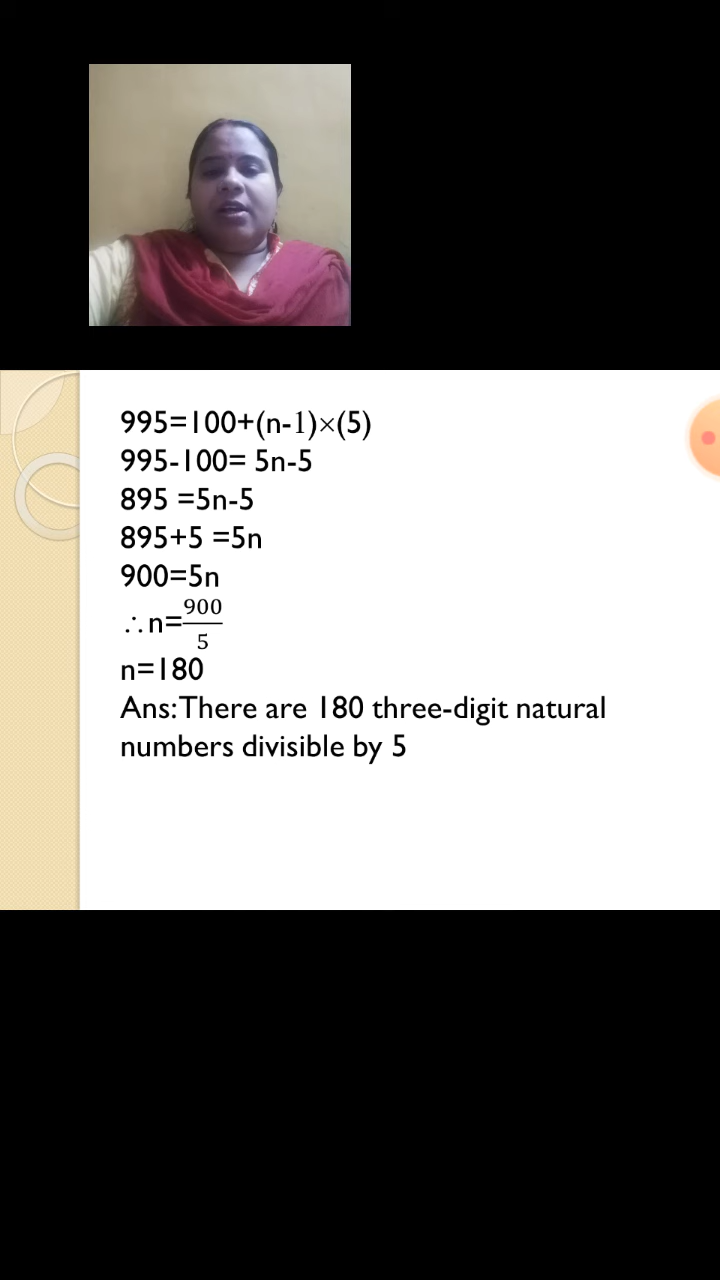 995=100+(n-1)×(5)
995-100= 5n-5
895 =5n-5
895+5 =5n
900=5n
∴n=900/5
n=180
Ans:There are 180 three-digit natural
numbers divisible by 5